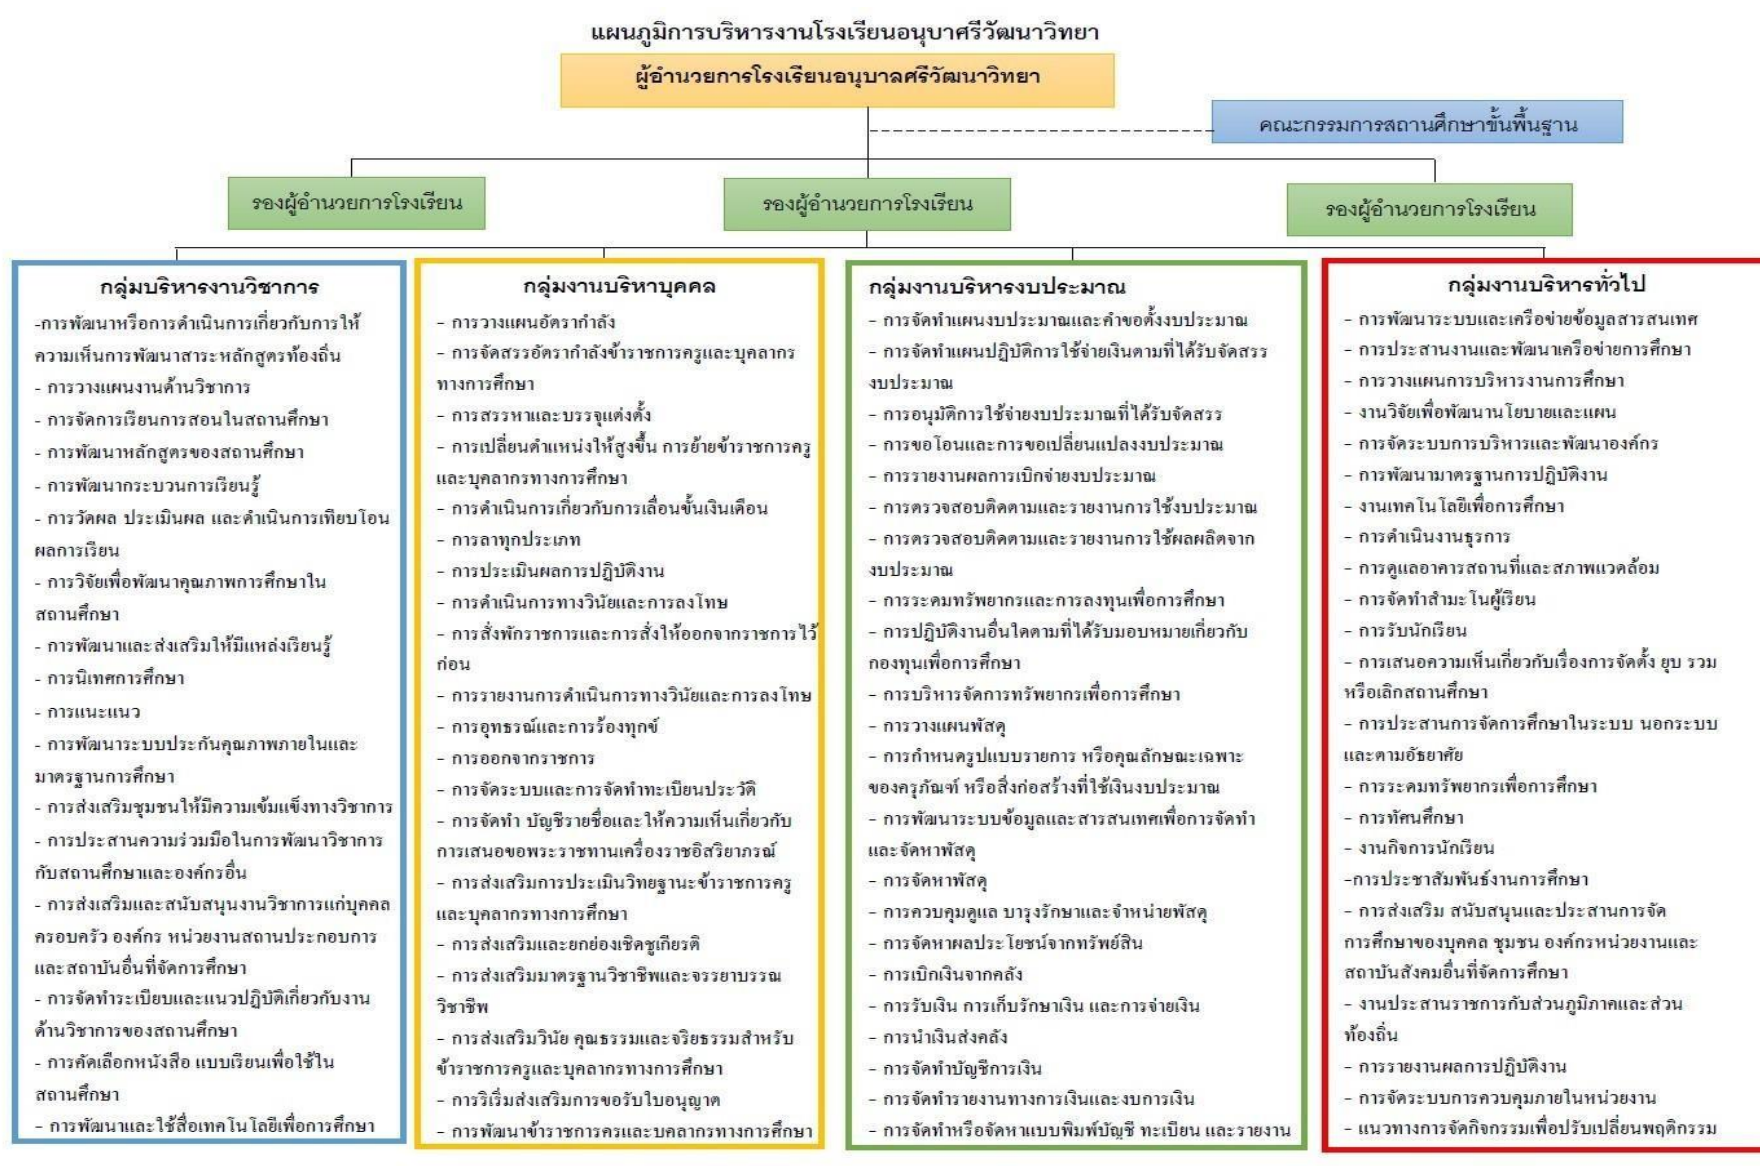 แผนภูมิการบริหารงานโรงเรียนอนุบาศรีวัฒนาวิทยา
ผู้อำนวยการโรงเรียนอนุบาลศรีวัฒนาวิทยา
คณะกรรมการสถานศึกษาขั้นพื้นฐาน
รองผู้อำนวยการโรงเรียน
รองผู้อำนวยการโรงเรียน
รองผู้อำนวยการโรงเรียน
กลุ่มบริหารงานวิชาการ
-การพัฒนาหรือการดำเนินการเกี่ยวกับการให้
ความเห็นการพัฒนาสาระหลักสูตรท้องถิ่น
- การวางแผนงานด้านวิชาการ
- การจัดการเรียนการสอนในสถานศึกษา
- การพัฒนาหลักสูตรของสถานศึกษา
- การพัฒนากระบวนการเรียนรู้
- การวัดผล ประเมินผล และดำเนินการเทียบโอน
ผลการเรียน
- การวิจัยเพื่อพัฒนาคุณภาพการศึกษาใน
สถานศึกษา
- การพัฒนาและส่งเสริมให้มีแหล่งเรียนรู้
- การนิเทศการศึกษา
- การแนะแนว
- การพัฒนาระบบประกันคุณภาพภายในและ
มาตรฐานการศึกษา
- การส่งเสริมชุมชนให้มีความเข้มแข็งทางวิชาการ
- การประสานความร่วมมือในการพัฒนาวิชาการ
กับสถานศึกษาและองค์กรอื่น
- การส่งเสริมและสนับสนุนงานวิชาการแก่บุคคล
ครอบครัว องค์กร หน่วยงานสถานประกอบการ
และสถาบันอื่นที่จัดการศึกษา
- การจัดทำระเบียบและแนวปฏิบัติเกี่ยวกับงาน
ด้านวิชาการของสถานศึกษา
- การคัดเลือกหนังสือ แบบเรียนเพื่อใช้ใน
สถานศึกษา
- การพัฒนาและใช้สื่อเทคโนโลยีเพื่อการศึกษา
กลุ่มงานบริหาบุคคล
- การวางแผนอัตรากำลัง
- การจัดสรรอัตรากำลังข้าราชการครูและบุคลากร
ทางการศึกษา
- การสรรหาและบรรจุแต่งตั้ง
- การเปลี่ยนตำแหน่งให้สูงขึ้น การย้ายข้าราชการครู
และบุคลากรทางการศึกษา
- การดำเนินการเกี่ยวกับการเลื่อนขั้นเงินเดือน
- การลาทุกประเภท
- การประเมินผลการปฏิบัติงาน
- การดำเนินการทางวินัยและการลงโทษ
- การสั่งพักราชการและการสั่งให้ออกจากราชการไว้
ก่อน
- การรายงานการดำเนินการทางวินัยและการลงโทษ
- การอุทธรณ์และการร้องทุกข์
- การออกจากราชการ
- การจัดระบบและการจัดทำทะเบียนประวัติ
- การจัดทำ บัญชีรายชื่อและให้ความเห็นเกี่ยวกับ
การเสนอขอพระราชทานเครื่องราชอิสริยาภรณ์
- การส่งเสริมการประเมินวิทยฐานะข้าราชการครู
และบุคลากรทางการศึกษา
- การส่งเสริมและยกย่องเชิดชูเกียรติ
- การส่งเสริมมาตรฐานวิชาชีพและจรรยาบรรณ
วิชาชีพ
- การส่งเสริมวินัย คุณธรรมและจริยธรรมสำหรับ
ข้าราชการครูและบุคลากรทางการศึกษา
- การริเริ่มส่งเสริมการขอรับใบอนุญาต
- การพัฒนาข้าราชการครูและบุคลากรทางการศึกษา
กลุ่มงานบริหารงบประมาณ
- การจัดทำแผนงบประมาณและคำขอตั้งงบประมาณ
- การจัดทำแผนปฏิบัติการใช้จ่ายเงินตามที่ได้รับจัดสรร
งบประมาณ
- การอนุมัติการใช้จ่ายงบประมาณที่ได้รับจัดสรร
- การขอโอนและการขอเปลี่ยนแปลงงบประมาณ
- การรายงานผลการเบิกจ่ายงบประมาณ
- การตรวจสอบติดตามและรายงานการใช้งบประมาณ
- การตรวจสอบติดตามและรายงานการใช้ผลผลิตจาก
งบประมาณ
- การระดมทรัพยากรและการลงทุนเพื่อการศึกษา
- การปฏิบัติงานอื่นใดตามที่ได้รับมอบหมายเกี่ยวกับ
กองทุนเพื่อการศึกษา
- การบริหารจัดการทรัพยากรเพื่อการศึกษา
- การวางแผนพัสดุ
- การกำหนดรูปแบบรายการ หรือคุณลักษณะเฉพาะ
ของครุภัณฑ์ หรือสิ่งก่อสร้างที่ใช้เงินงบประมาณ
- การพัฒนาระบบข้อมูลและสารสนเทศเพื่อการจัดทำ
และจัดหาพัสดุ
- การจัดหาพัสดุ
- การควบคุมดูแล บารุงรักษาและจำหน่ายพัสดุ
- การจัดหาผลประโยชน์จากทรัพย์สิน
- การเบิกเงินจากคลัง
- การรับเงิน การเก็บรักษาเงิน และการจ่ายเงิน
- การนำเงินส่งคลัง
- การจัดทำบัญชีการเงิน
- การจัดทำรายงานทางการเงินและงบการเงิน
- การจัดทำหรือจัดหาแบบพิมพ์บัญชี ทะเบียน และรายงาน
กลุ่มงานบริหารทั่วไป
- การพัฒนาระบบและเครือข่ายข้อมูลสารสนเทศ
- การประสานงานและพัฒนาเครือข่ายการศึกษา
- การวางแผนการบริหารงานการศึกษา
- งานวิจัยเพื่อพัฒนานโยบายและแผน
- การจัดระบบการบริหารและพัฒนาองค์กร
- การพัฒนามาตรฐานการปฏิบัติงาน
- งานเทคโนโลยีเพื่อการศึกษา
- การดำเนินงานธุรการ
- การดูแลอาคารสถานที่และสภาพแวดล้อม
- การจัดทำสำมะโนผู้เรียน
- การรับนักเรียน
- การเสนอความเห็นเกี่ยวกับเรื่องการจัดตั้ง ยุบ รวม
หรือเลิกสถานศึกษา
- การประสานการจัดการศึกษาในระบบ นอกระบบ
และตามอัธยาศัย
- การระดมทรัพยากรเพื่อการศึกษา
- การทัศนศึกษา
- งานกิจการนักเรียน
-การประชาสัมพันธ์งานการศึกษา
- การส่งเสริม สนับสนุนและประสานการจัด
การศึกษาของบุคคล ชุมชน องค์กรหน่วยงานและ
สถาบันสังคมอื่นที่จัดการศึกษา
- งานประสานราชการกับส่วนภูมิภาคและส่วน
ท้องถิ่น
- การรายงานผลการปฏิบัติงาน
- การจัดระบบการควบคุมภายในหน่วยงาน
- แนวทางการจัดกิจกรรมเพื่อปรับเปลี่ยนพฤติกรรม